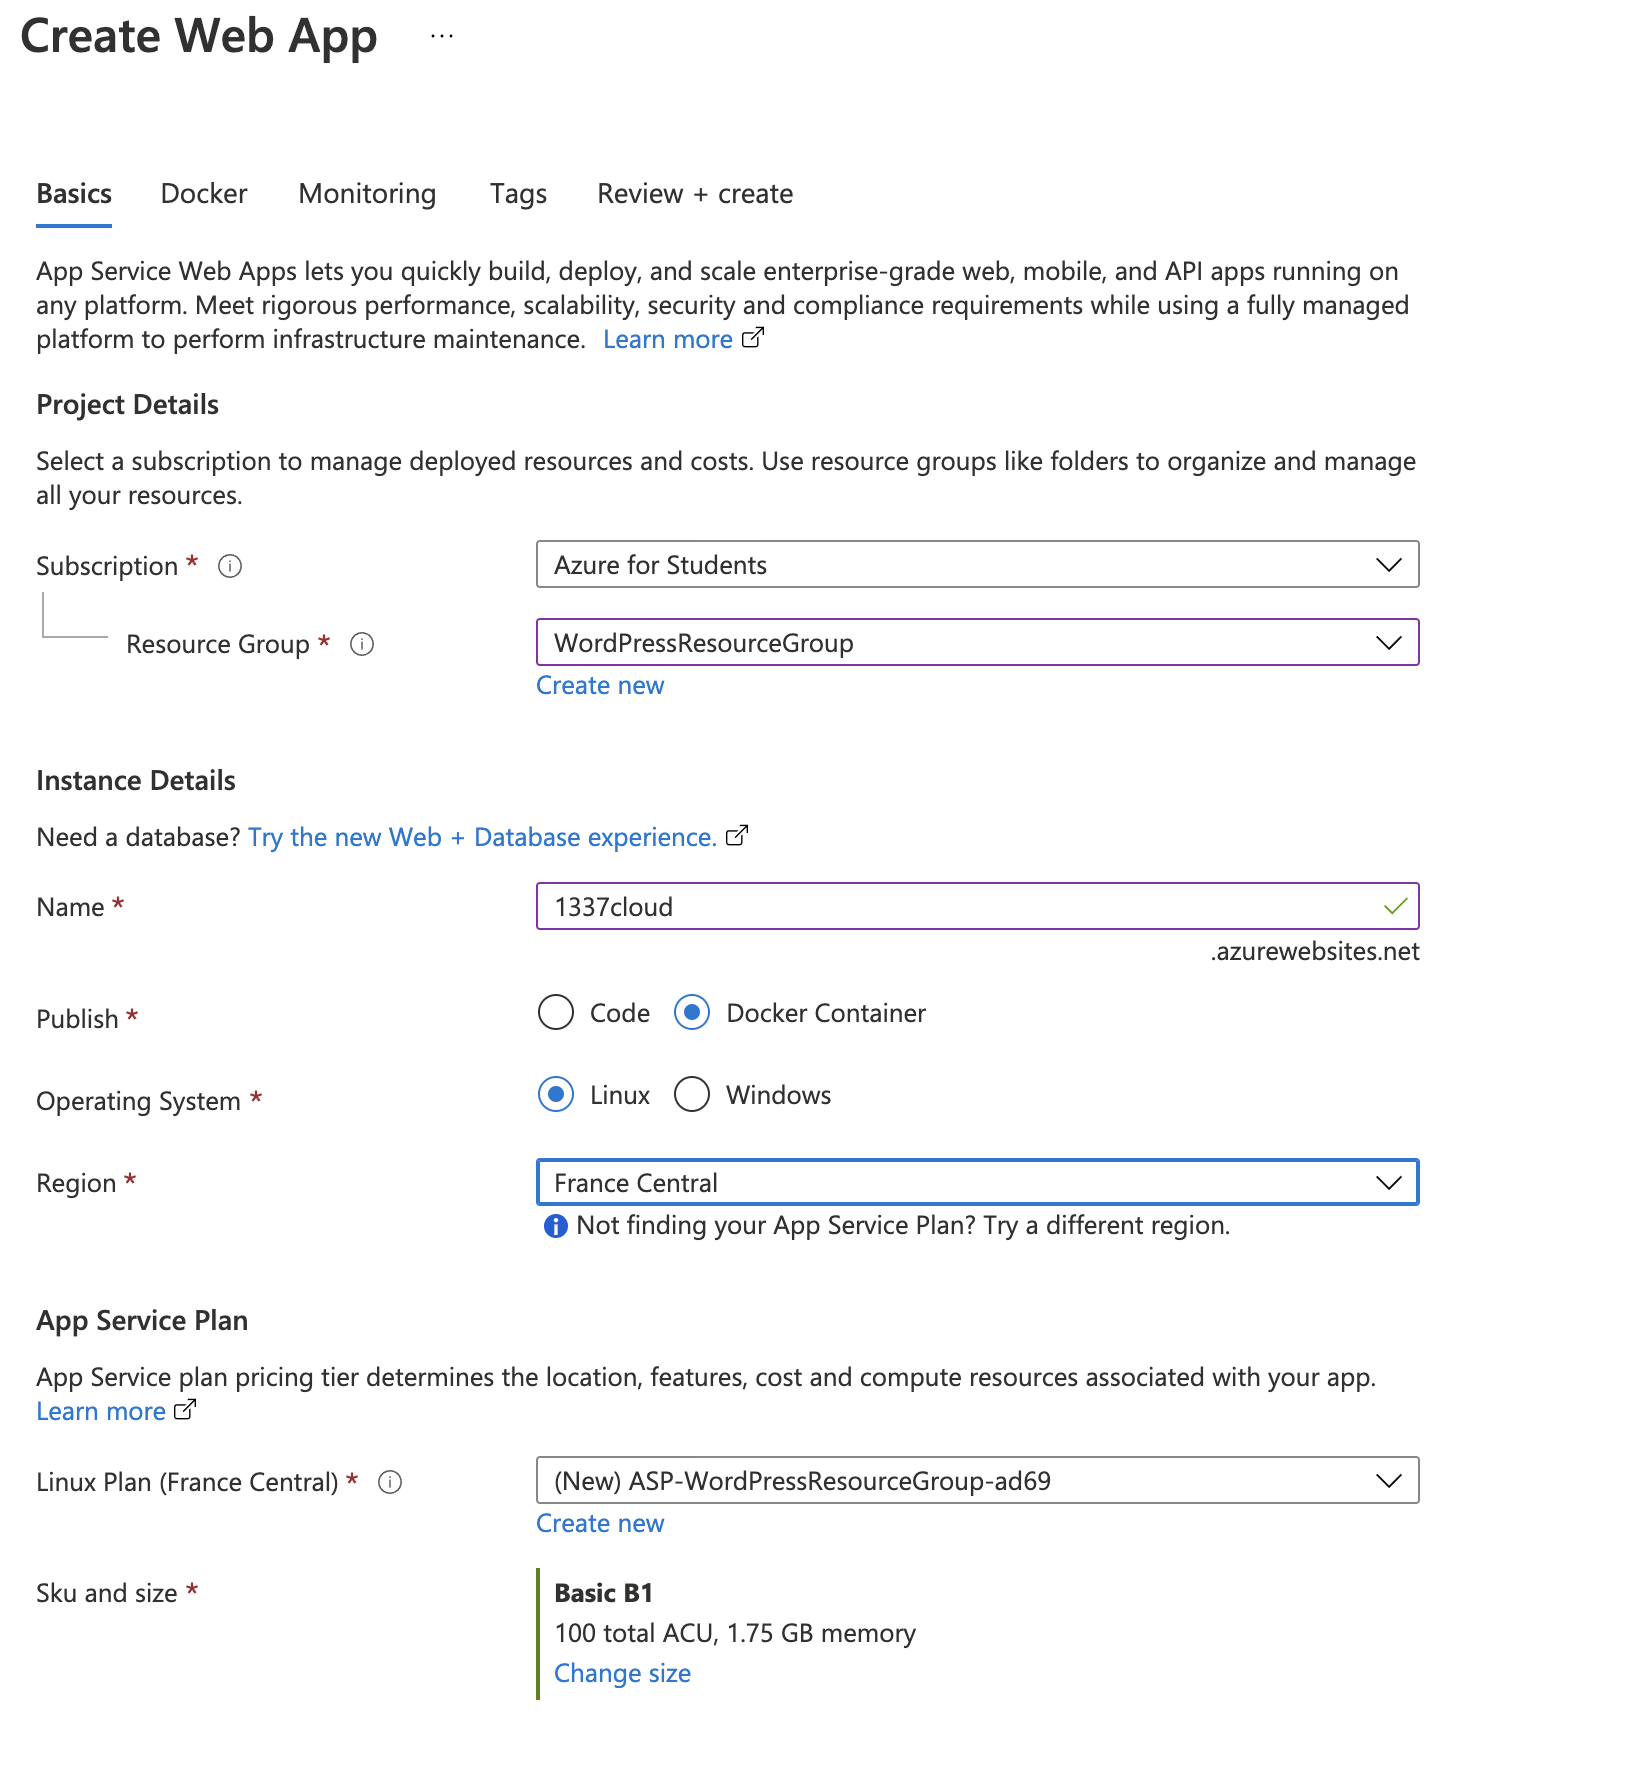 Create Web App ...
Basics Docker Monitoring Tags Review + create
App Service Web Apps lets you quickly build, deploy, and scale enterprise-grade web, mobile, and API apps running on
any platform. Meet rigorous performance, scalability, security and compliance requirements while using a fully managed
platform to perform infrastructure maintenance. Learn more
Project Details
Select a subscription to manage deployed resources and costs. Use resource groups like folders to organize and manage
all your resources.
Subscription * Azure for Students
Resource Group * WordPressResourceGroup
Create new
Instance Details
Need a database? Try the new Web + Database experience.
Name * 1337cloud
.azurewebsites.net
Publish * Code Docker Container
Operating System * Linux Windows
Region * France Central
Not finding your App Service Plan? Try a different region.
App Service Plan
App Service plan pricing tier determines the location, features, cost and compute resources associated with your app.
Learn more
Linux Plan (France Central) * (New) ASP-WordPressResourceGroup-ad69
Create new
Sku and size * Basic B1
100 total ACU, 1.75 GB memory
Change size